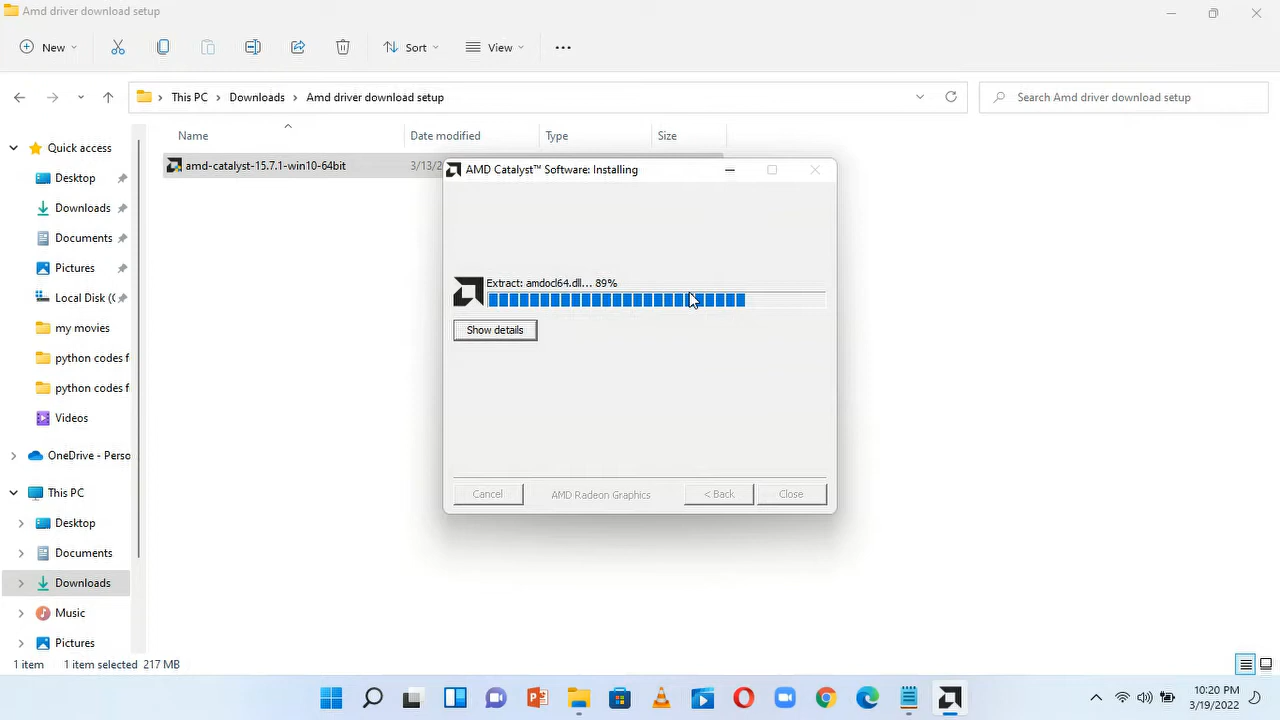 Amd driver download setup
New
Sort
View
This PC
Downloads
Amd driver download setup
Search Amd driver download setup
Name
Date modified
Type
Size
Quick access
Desktop
Downloads
Documents
Pictures
Local Disk (C
my movies
python codes f
python codes f
Videos
OneDrive - Perso
This PC
Desktop
Documents
Downloads
Music
Pictures
amd-catalyst-15.7.1-win10-64bit
3/13/2
AMD Catalyst™ Software: Installing
Extract: amdocl64.dll... 89%
Show details
Cancel
AMD Radeon Graphics
< Back
Close
1 item
1 item selected 217 MB
10:20 PM
3/19/2022